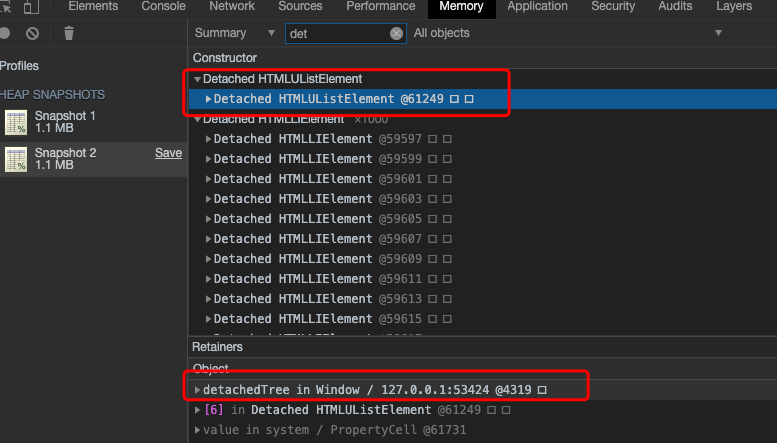 Elements Console Network Sources Performance Memory Application Security Audits Layers
Summary ▼ det All objects ▼
Profiles
HEAP SNAPSHOTS
Snapshot 1
1.1 MB
Snapshot 2 Save
1.1 MB
Constructor
▼Detached HTMLUListElement
▶Detached HTMLUListElement @61249
▼Detached HTMLLIElement ×1000
▶Detached HTMLLIElement @59597
▶Detached HTMLLIElement @59599
▶Detached HTMLLIElement @59601
▶Detached HTMLLIElement @59603
▶Detached HTMLLIElement @59605
▶Detached HTMLLIElement @59607
▶Detached HTMLLIElement @59609
▶Detached HTMLLIElement @59611
▶Detached HTMLLIElement @59613
▶Detached HTMLLIElement @59615
Retainers
Object
▶detachedTree in Window / 127.0.0.1:53424 @4319
▶[6] in Detached HTMLUListElement @61249
▶value in system / PropertyCell @61731